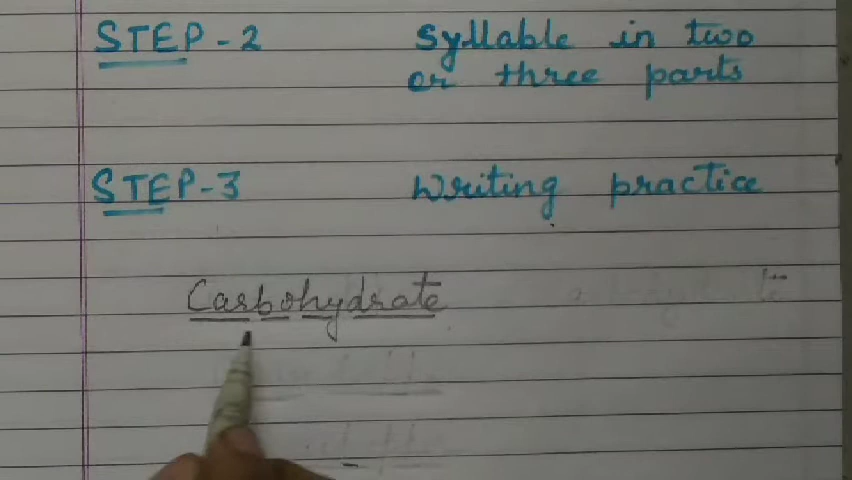 STEP-2 Syllable in two
or three parts
STEP-3 Writing practice
Carbohydrate